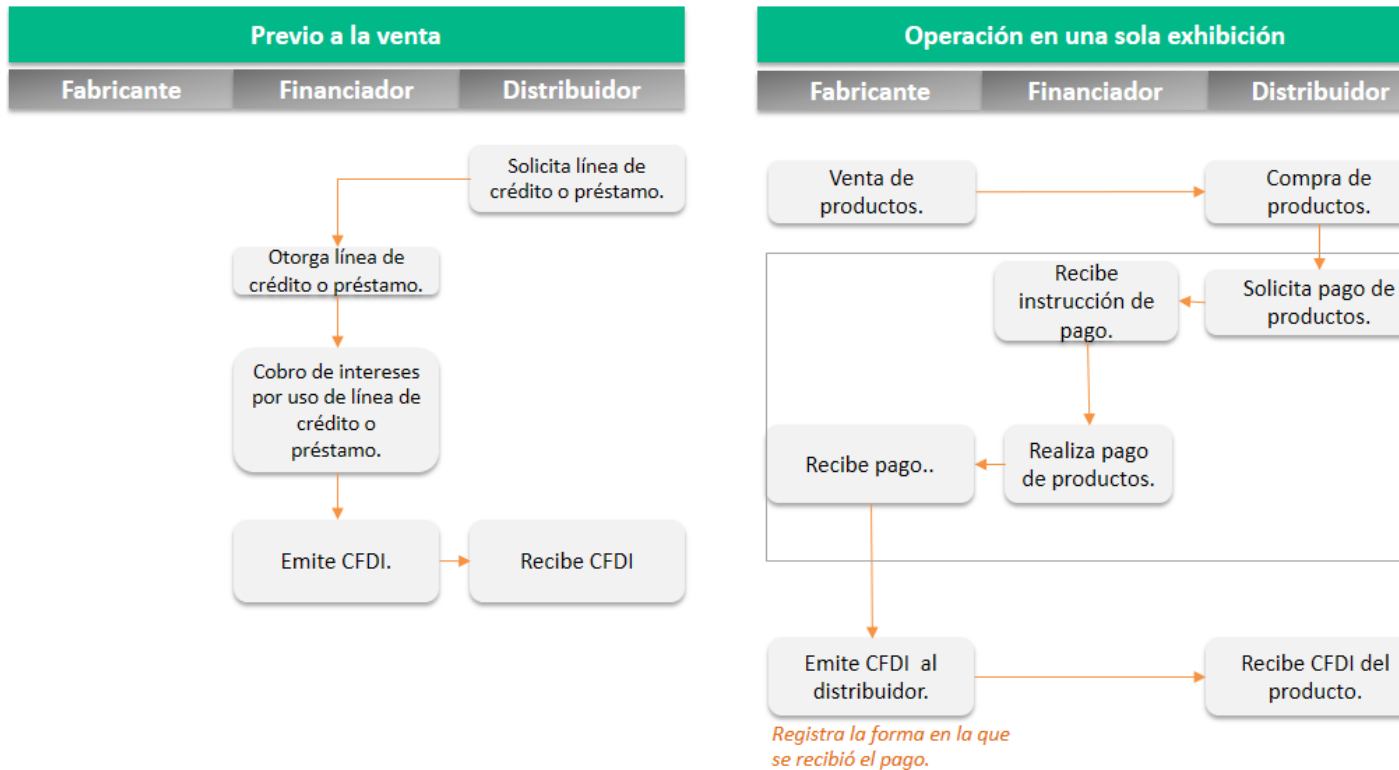 Previo a la venta
Fabricante
Financiador
Distribuidor
Solicita línea de
crédito o préstamo.
Otorga línea de
crédito o préstamo.
Cobro de intereses
por uso de línea de
crédito o
préstamo.
Emite CFDI.
Recibe CFDI
Operación en una sola exhibición
Fabricante
Financiador
Distribuidor
Venta de
productos.
Compra de
productos.
Recibe
instrucción de
pago.
Solicita pago de
productos.
Recibe pago..
Realiza pago
de productos.
Emite CFDI al
distribuidor.
Recibe CFDI del
producto.
Registra la forma en la que
se recibió el pago.